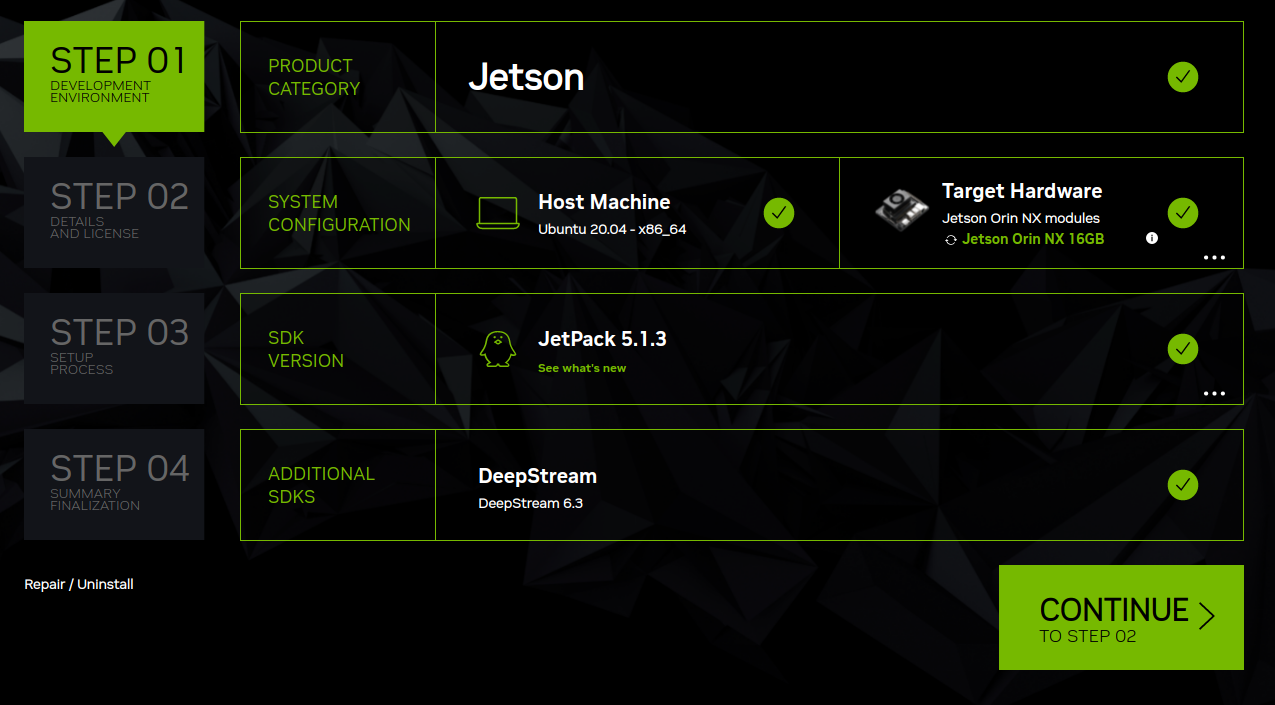 STEP 01
DEVELOPMENT
ENVIRONMENT
PRODUCT
CATEGORY
Jetson
STEP 02
DETAILS
AND LICENSE
SYSTEM
CONFIGURATION
Host Machine
Ubuntu 20.04 - x86_64
Target Hardware
Jetson Orin NX modules
Jetson Orin NX 16GB
STEP 03
SETUP
PROCESS
SDK
VERSION
JetPack 5.1.3
See what's new
STEP 04
SUMMARY
FINALIZATION
ADDITIONAL
SDKS
DeepStream
DeepStream 6.3
Repair / Uninstall
CONTINUE
TO STEP 02